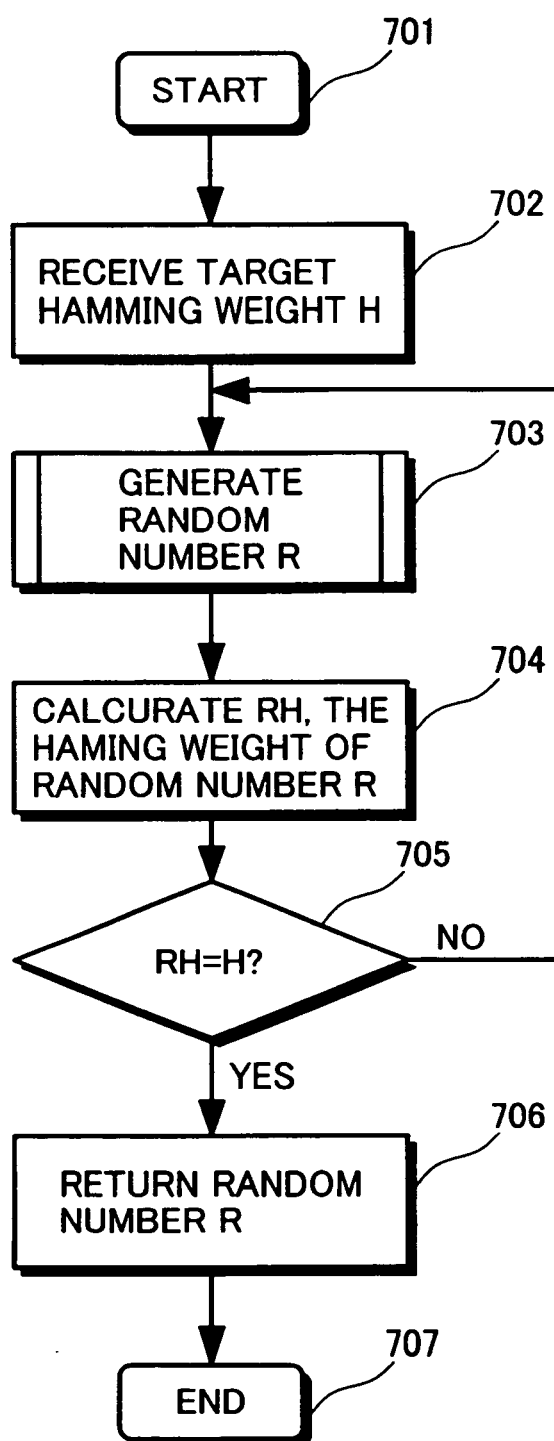 701
START
702
RECEIVE TARGET
HAMMING WEIGHT H
703
GENERATE
RANDOM
NUMBER R
704
CALCURATE RH, THE
HAMING WEIGHT OF
RANDOM NUMBER R
705
RH=H?
NO
YES
706
RETURN RANDOM
NUMBER R
707
END